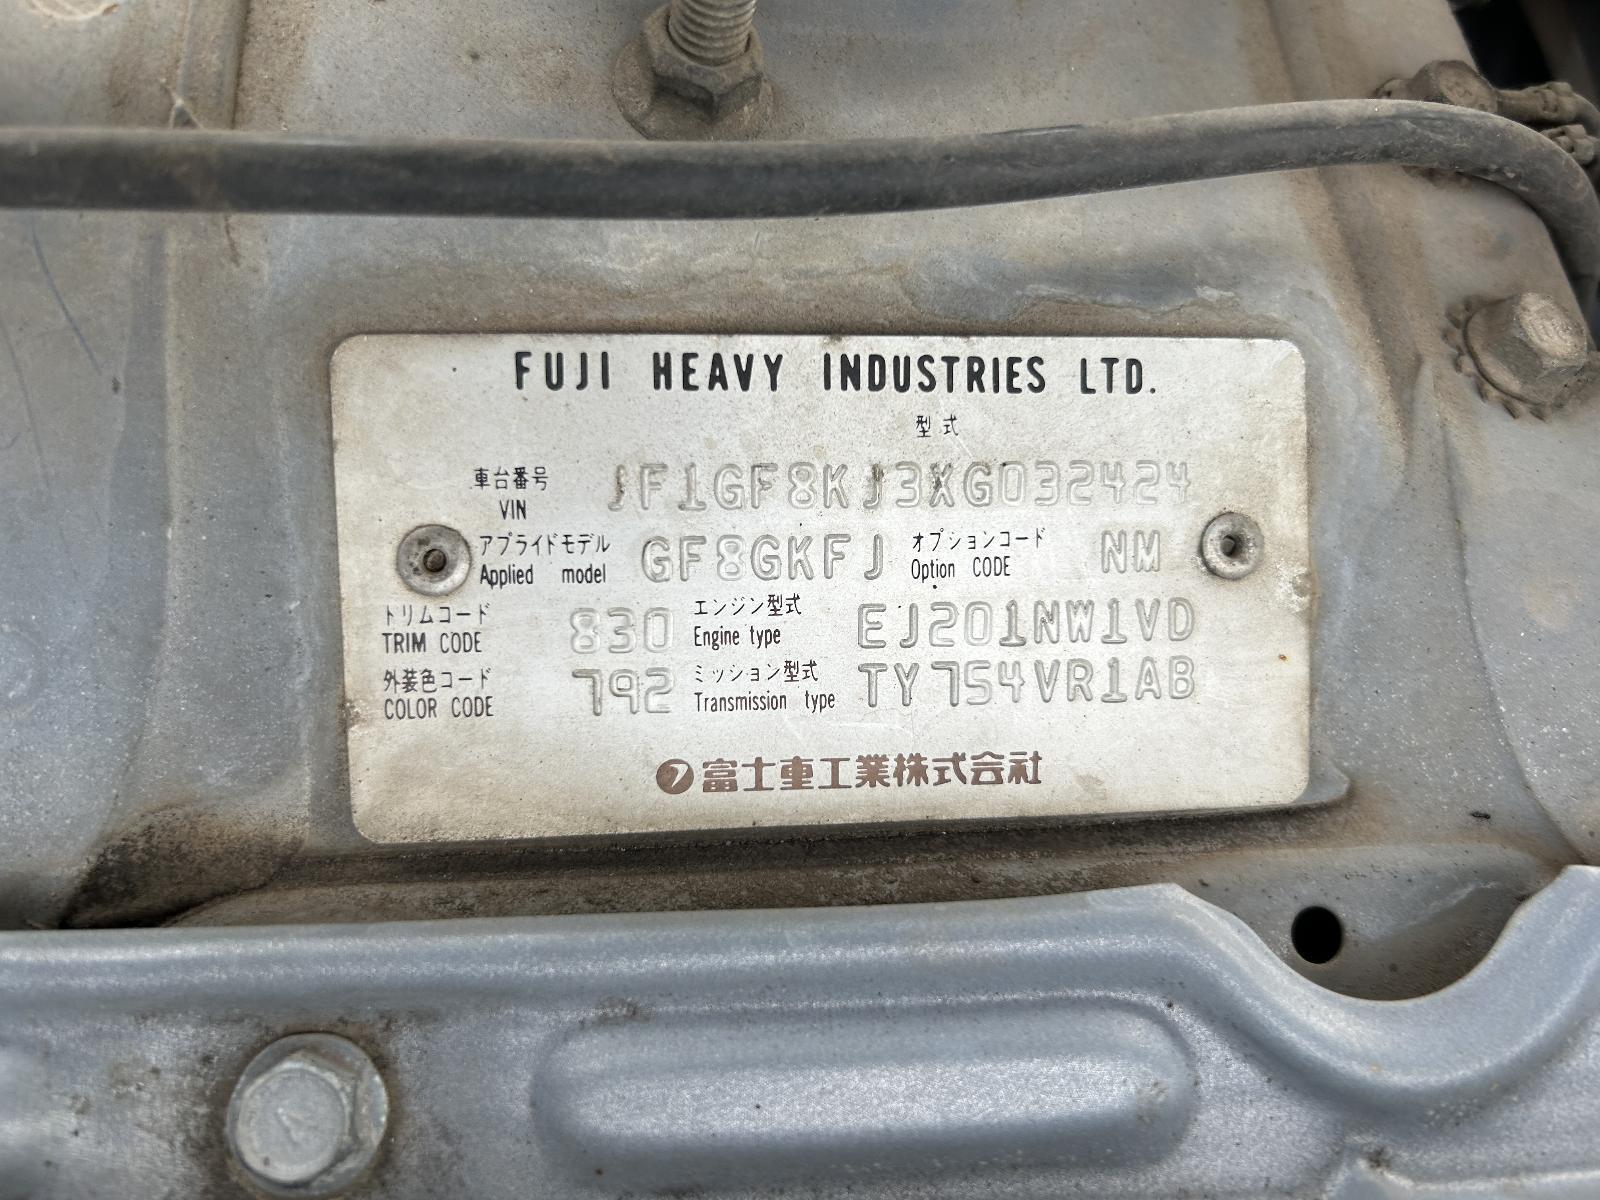 FUJI HEAVY INDUSTRIES LTD.
型式
車台番号
VIN JF1GF8KJ3XG032424
アプライドモデル オプションコード
Applied model GF8GKFJ Option CODE NM
トリムコード エンジン型式
TRIM CODE 830 Engine type EJ201NW1VD
外装色コード ミッション型式
COLOR CODE 792 Transmission type TY754VR1AB
フ富士重工業株式会社